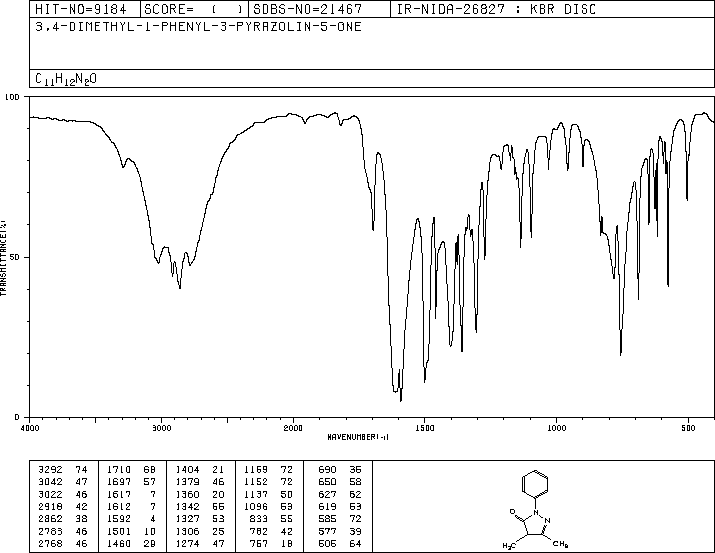 HIT-NO=9184 SCORE= ( ) SDBS-NO=21467 IR-NIDA-26827 : KBR DISC
3,4-DIMETHYL-1-PHENYL-3-PYRAZOLIN-5-ONE
C11H12N2O
100
TRANSMITTANCE(%)
50
0
4000 3000 2000 1500 1000 500
WAVENUMBER(-1)
3292 74 1710 68 1404 21 1169 72 690 35
3042 47 1697 57 1379 46 1152 72 650 58
3022 46 1617 7 1360 20 1137 50 627 62
2918 42 1612 7 1342 55 1096 53 619 53
2862 38 1592 4 1327 53 833 55 585 72
2783 46 1501 10 1306 25 782 42 577 39
2768 46 1460 29 1274 47 757 18 505 64
O
N
N
H3C
CH3